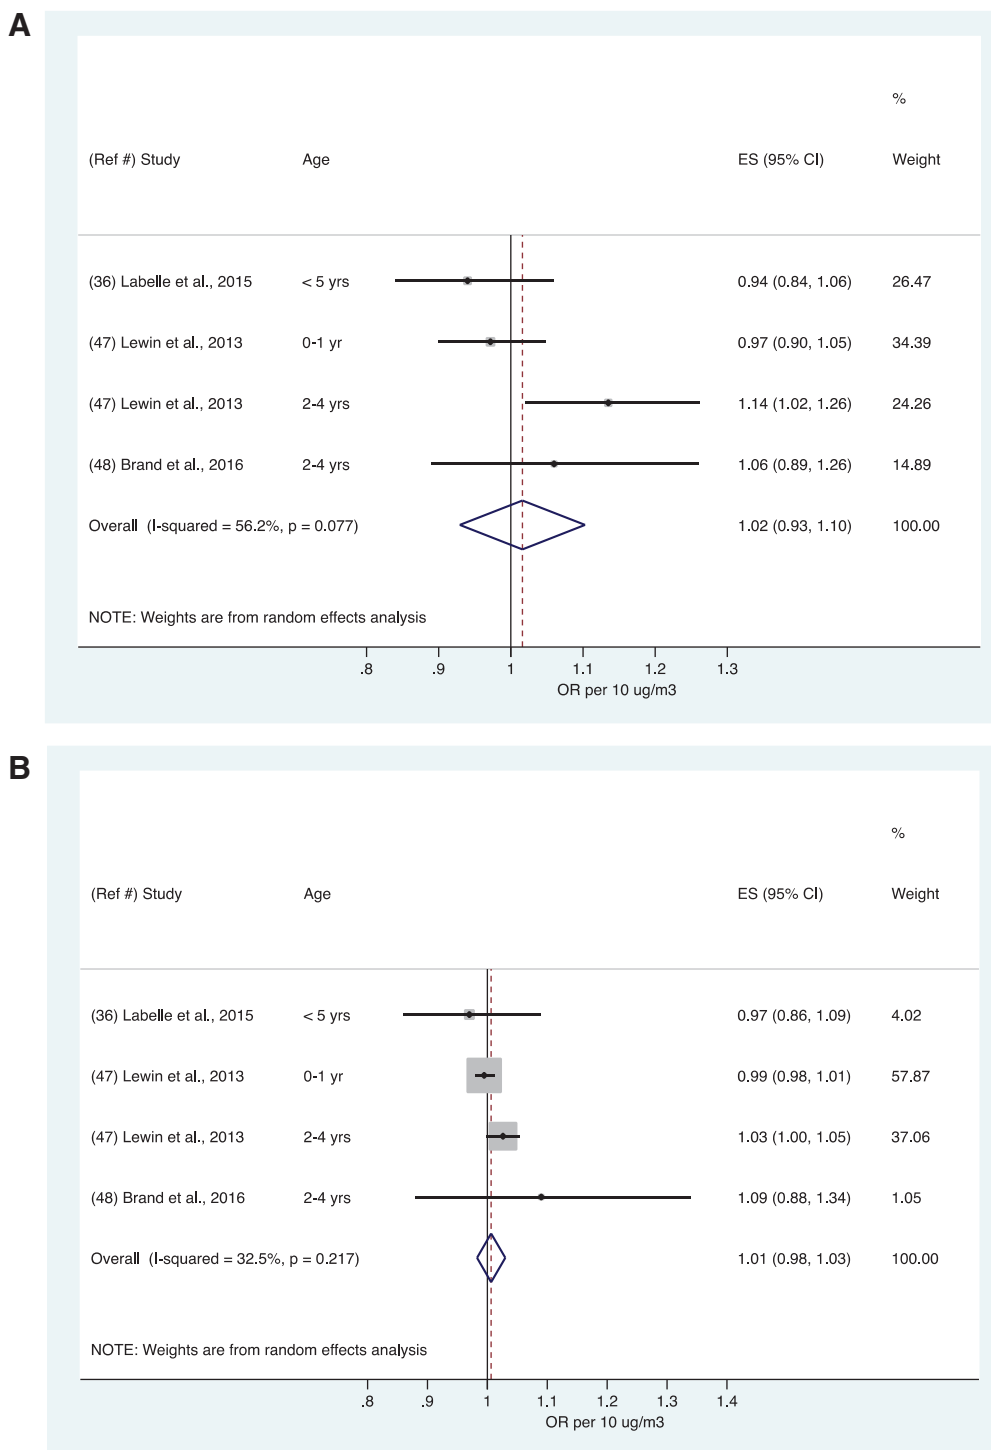 A
%
(Ref #) Study Age ES (95% CI) Weight
(36) Labelle et al., 2015 < 5 yrs 0.94 (0.84, 1.06) 26.47
(47) Lewin et al., 2013 0-1 yr 0.97 (0.90, 1.05) 34.39
(47) Lewin et al., 2013 2-4 yrs 1.14 (1.02, 1.26) 24.26
(48) Brand et al., 2016 2-4 yrs 1.06 (0.89, 1.26) 14.89
Overall (I-squared = 56.2%, p = 0.077) 1.02 (0.93, 1.10) 100.00
NOTE: Weights are from random effects analysis
.8 .9 1 1.1 1.2 1.3
OR per 10 ug/m3
B
%
(Ref #) Study Age ES (95% CI) Weight
(36) Labelle et al., 2015 < 5 yrs 0.97 (0.86, 1.09) 4.02
(47) Lewin et al., 2013 0-1 yr 0.99 (0.98, 1.01) 57.87
(47) Lewin et al., 2013 2-4 yrs 1.03 (1.00, 1.05) 37.06
(48) Brand et al., 2016 2-4 yrs 1.09 (0.88, 1.34) 1.05
Overall (I-squared = 32.5%, p = 0.217) 1.01 (0.98, 1.03) 100.00
NOTE: Weights are from random effects analysis
.8 .9 1 1.1 1.2 1.3 1.4
OR per 10 ug/m3